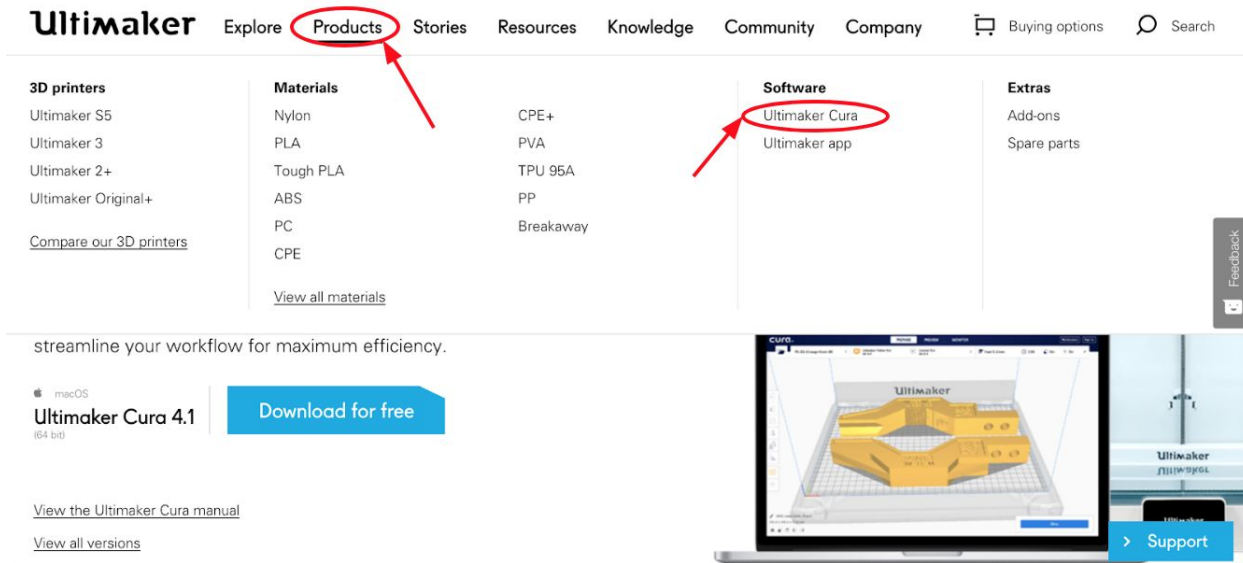 Ultimaker Explore Products Stories Resources Knowledge Community Company Buying options Search
3D printers
Ultimaker S5
Ultimaker 3
Ultimaker 2+
Ultimaker Original+
Compare our 3D printers
Materials
Nylon
PLA
Tough PLA
ABS
PC
CPE
View all materials
CPE+
PVA
TPU 95A
PP
Breakaway
Software
Ultimaker Cura
Ultimaker app
Extras
Add-ons
Spare parts
Feedback
streamline your workflow for maximum efficiency.
macOS
Ultimaker Cura 4.1
(64 bit)
Download for free
View the Ultimaker Cura manual
View all versions
cura.
PREPARE PREVIEW MONITOR
Ultimaker
Ultimaker
Support